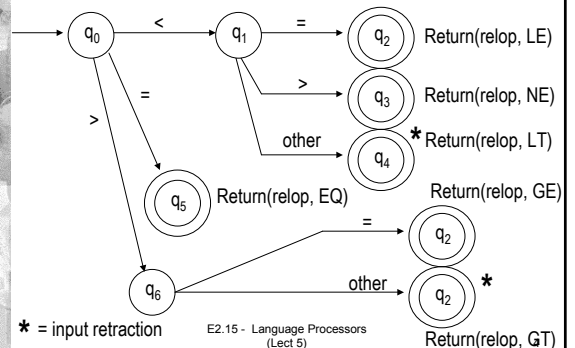 q0 < q1 = q2 Return(relop, LE)
> = > q3 Return(relop, NE)
other q4 * Return(relop, LT)
q5 Return(relop, EQ) Return(relop, GE)
= q2
q6 other q2 *
* = input retraction
E2.15 - Language Processors
(Lect 5)
Return(relop, GT)